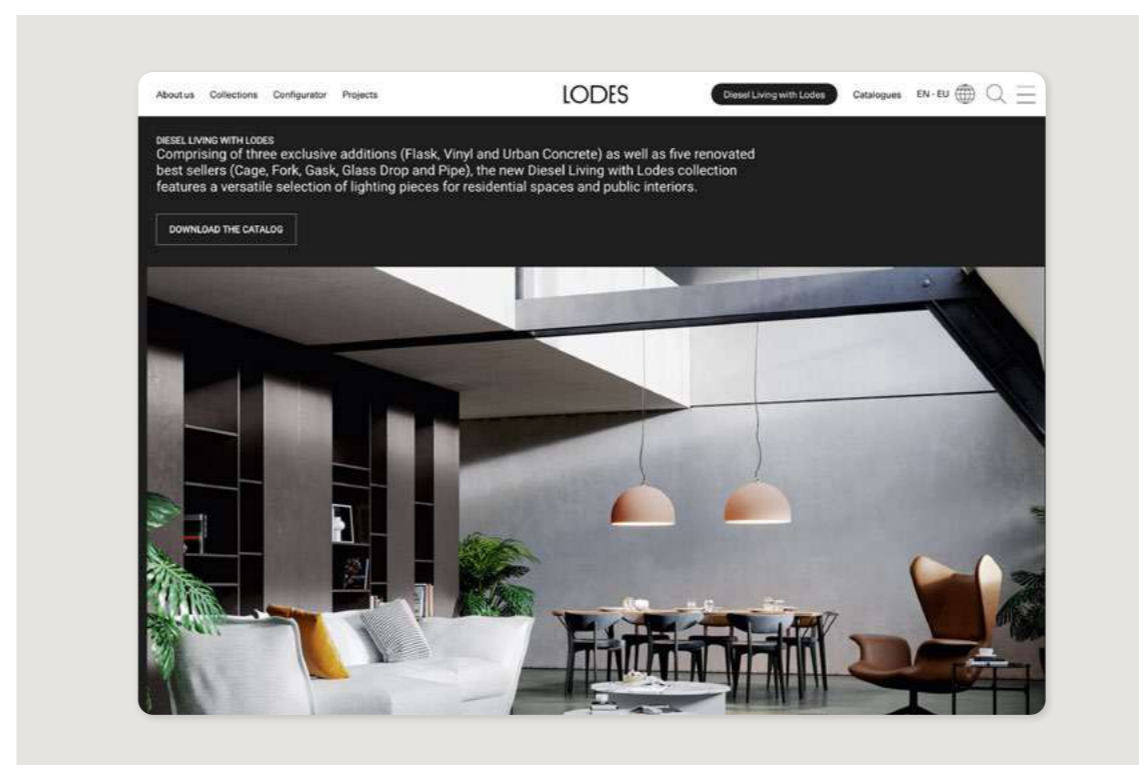 About us Collections Configurator Projects LODES Diesel Living with Lodes Catalogues EN - EU
DIESEL LIVING WITH LODES
Comprising of three exclusive additions (Flask, Vinyl and Urban Concrete) as well as five renovated
best sellers (Cage, Fork, Gask, Glass Drop and Pipe), the new Diesel Living with Lodes collection
features a versatile selection of lighting pieces for residential spaces and public interiors.
DOWNLOAD THE CATALOG